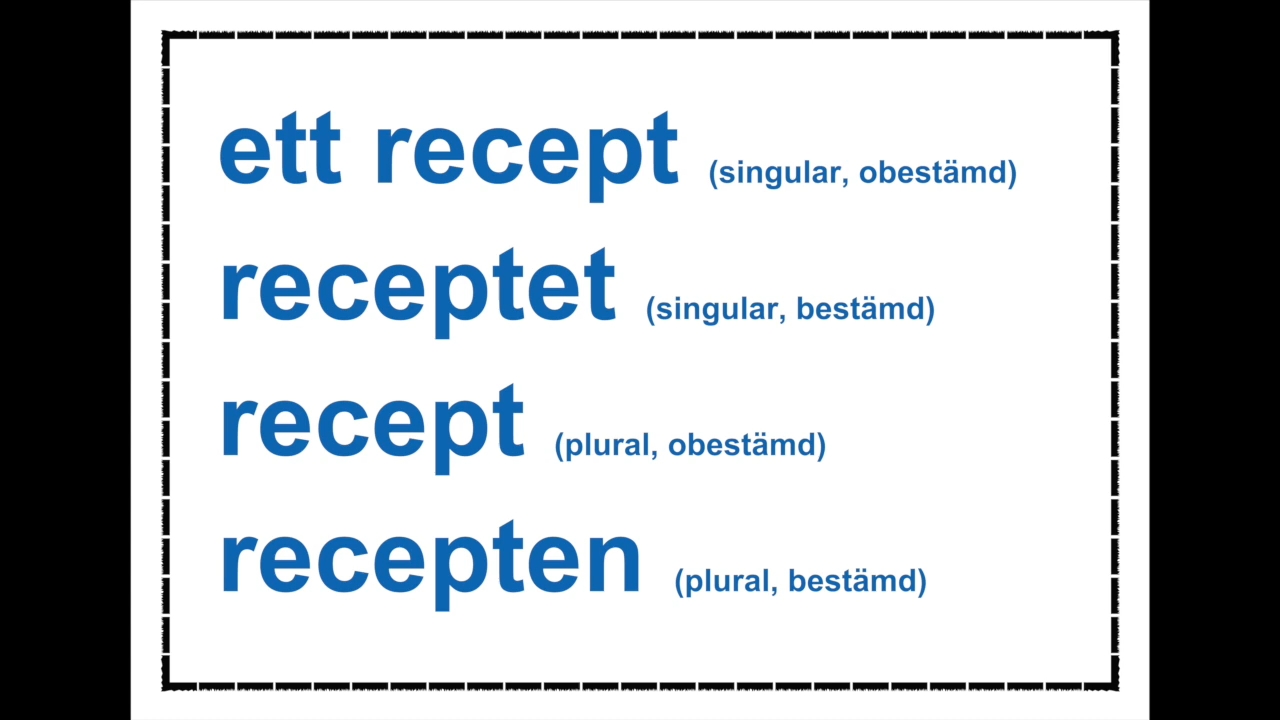 ett recept (singular, obestämd)
receptet (singular, bestämd)
recept (plural, obestämd)
recepten (plural, bestämd)